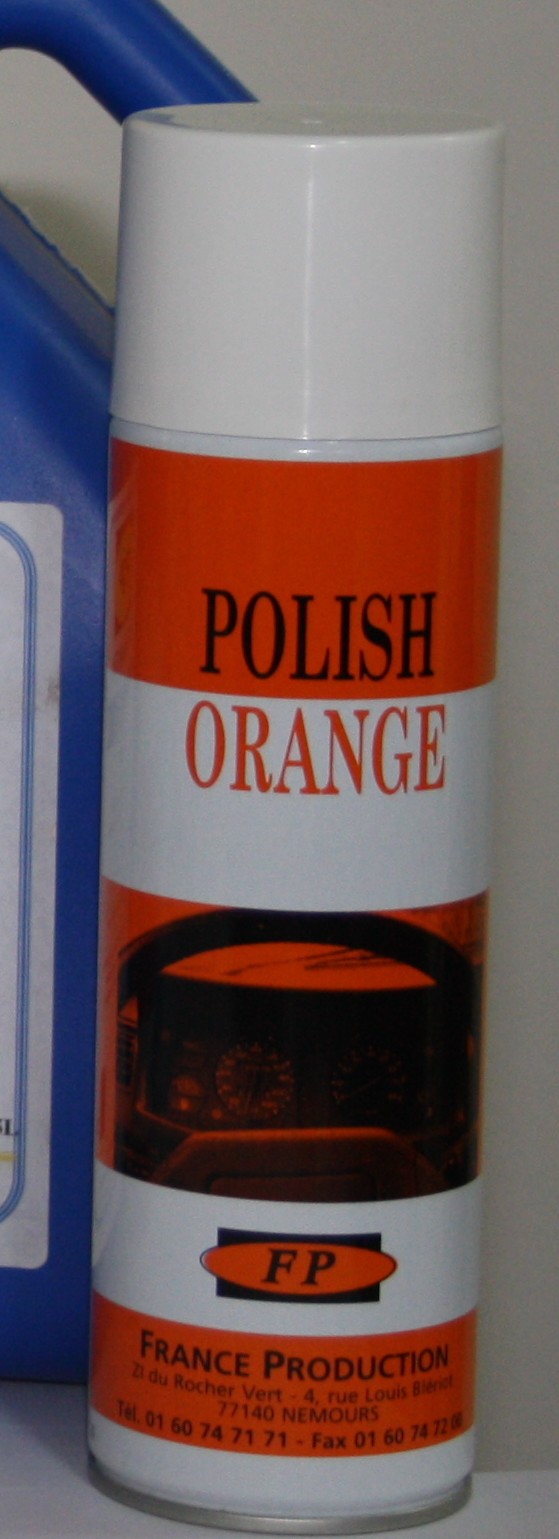 POLISH
ORANGE
5L
FP
FRANCE PRODUCTION
ZI du Rocher Vert - 4, rue Louis Blériot
77140 NEMOURS
Tél. 01 60 74 71 71 - Fax 01 60 74 72 00